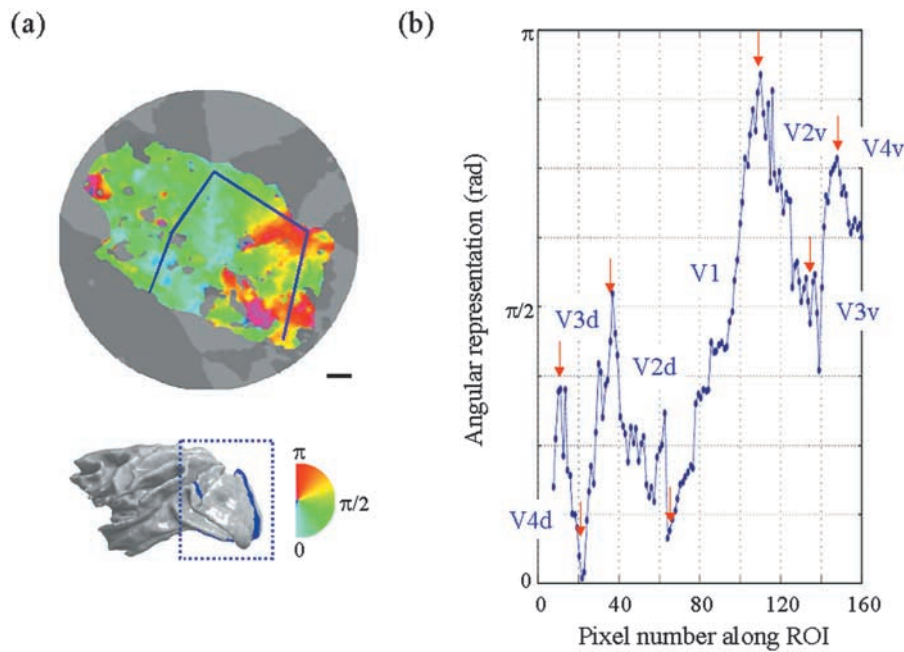 (a)
π
π/2
0
(b)
Angular representation (rad)
π
π/2
0
V4d
V3d
V2d
V1
V2v
V3v
V4v
0 40 80 120 160
Pixel number along ROI